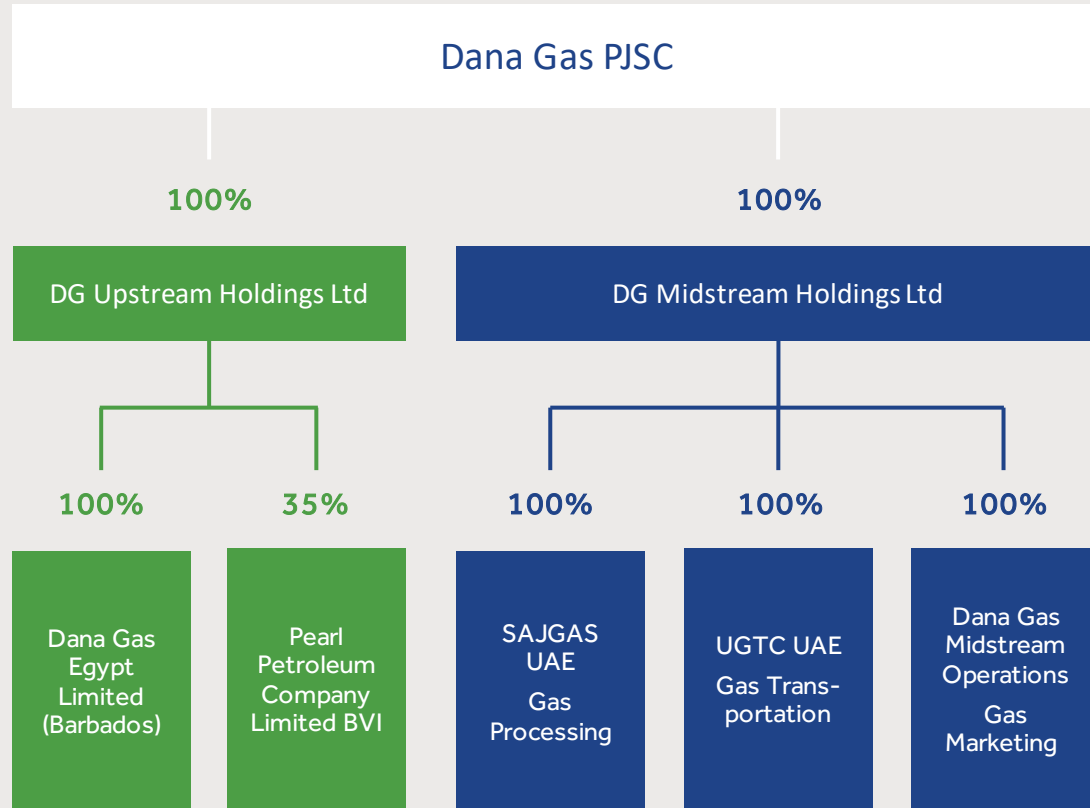 Dana Gas PJSC
100%
100%
DG Upstream Holdings Ltd
DG Midstream Holdings Ltd
100%
35%
100%
100%
100%
Dana Gas
Egypt
Limited
(Barbados)
Pearl
Petroleum
Company
Limited BVI
SAJGAS
UAE
Gas
Processing
UGTC UAE
Gas Trans-
portation
Dana Gas
Midstream
Operations
Gas
Marketing